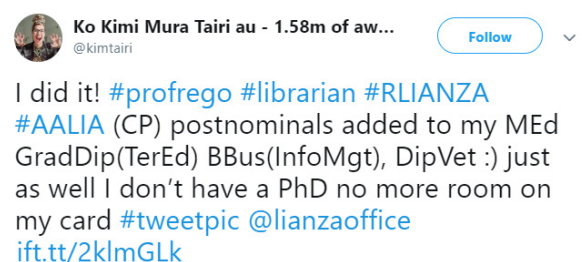 Ko Kimi Mura Tairi au - 1.58m of aw...
@kimtairi
Follow
I did it! #profrego #librarian #RLIANZA
#AALIA (CP) postnominals added to my MEd
GradDip(TerEd) BBus(InfoMgt), DipVet :) just
as well I don't have a PhD no more room on
my card #tweetpic @lianzaoffice
ift.tt/2klmGLk